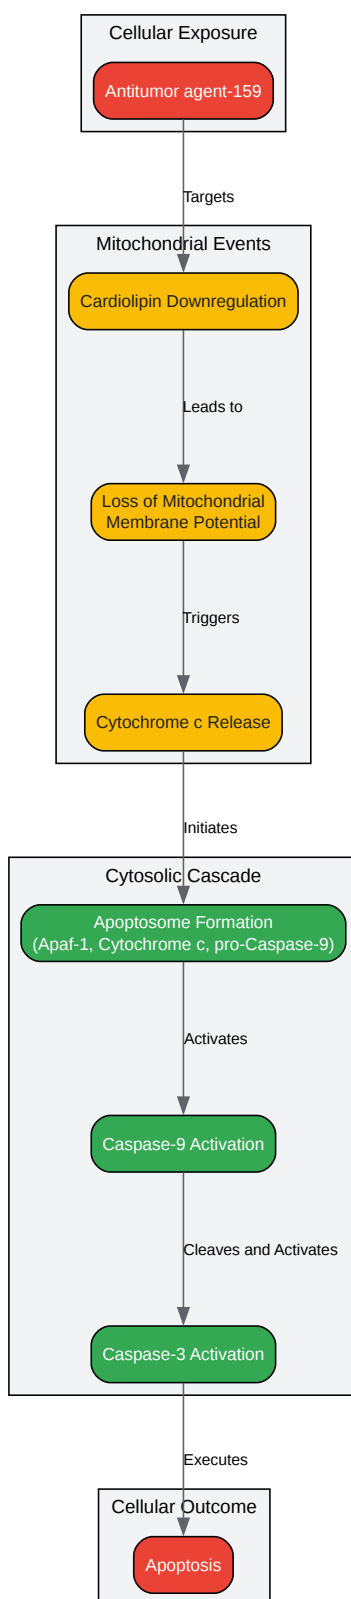 Cellular Exposure
Antitumor agent-159
Targets
Mitochondrial Events
Cardiolipin Downregulation
Leads to
Loss of Mitochondrial
Membrane Potential
Triggers
Cytochrome c Release
Initiates
Cytosolic Cascade
Apoptosome Formation
(Apaf-1, Cytochrome c, pro-Caspase-9)
Activates
Caspase-9 Activation
Cleaves and Activates
Caspase-3 Activation
Executes
Cellular Outcome
Apoptosis